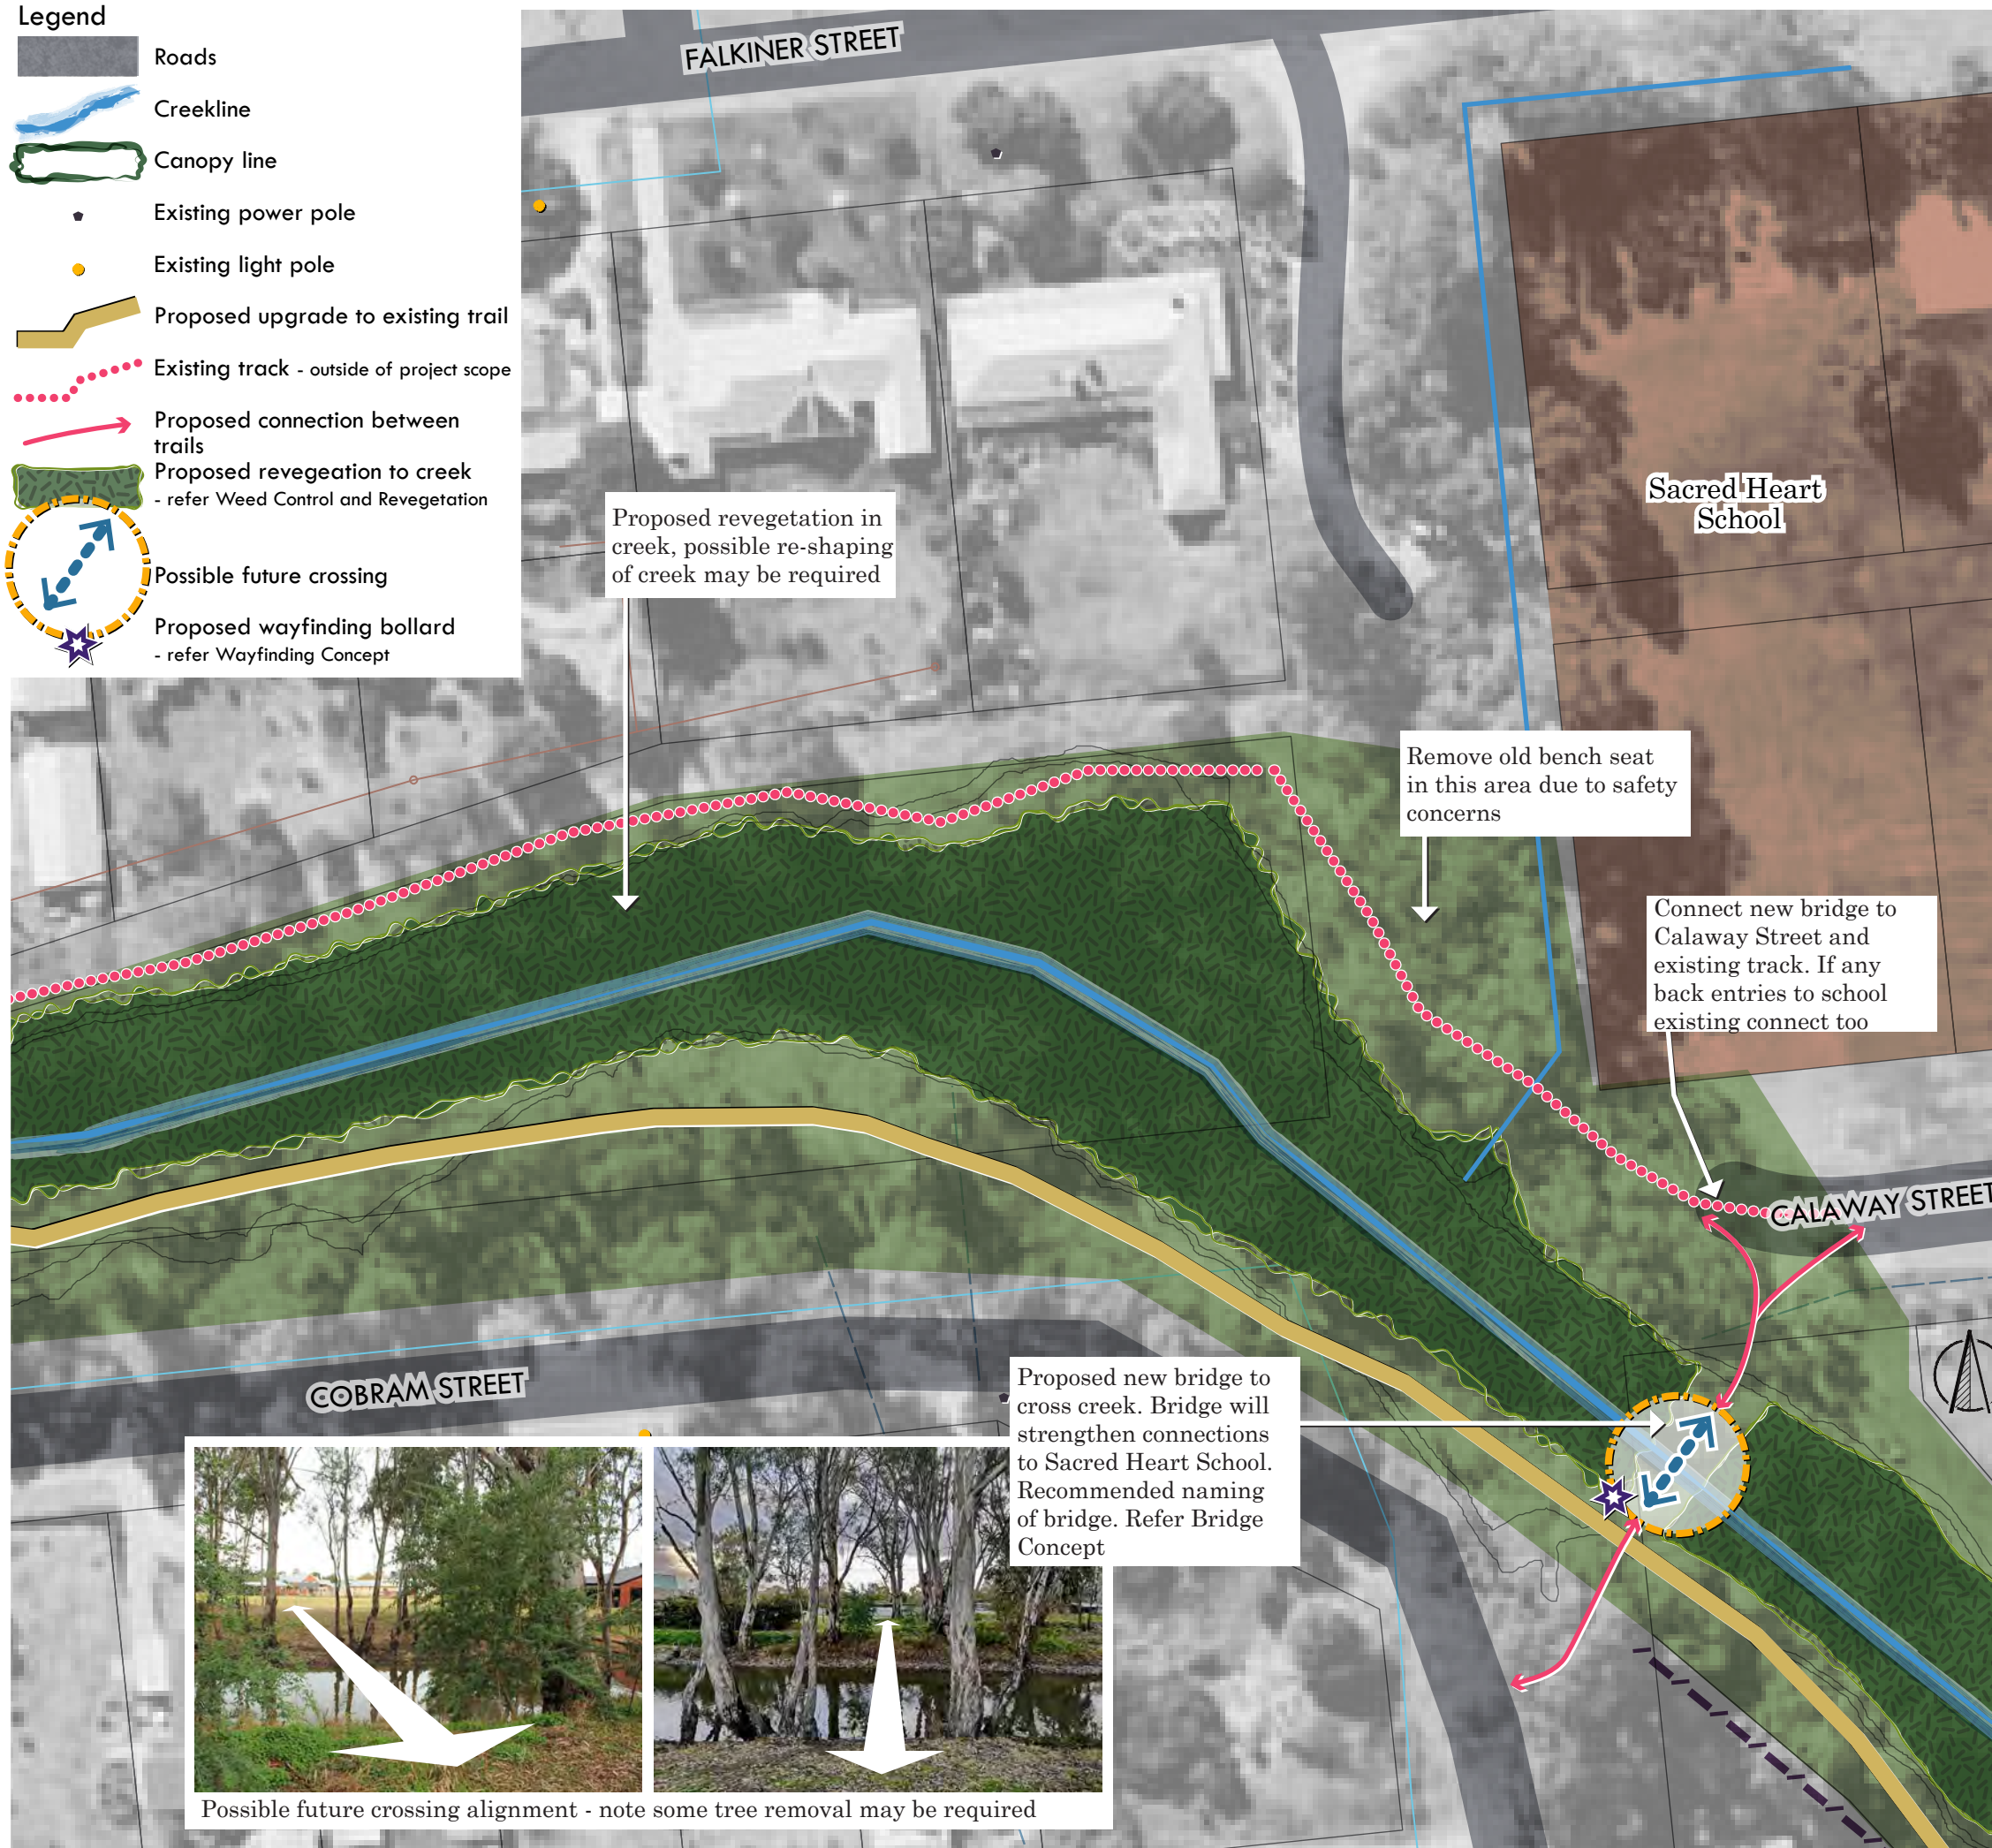 Legend
Roads
Creekline
Canopy line
Existing power pole
Existing light pole
Proposed upgrade to existing trail
Existing track - outside of project scope
Proposed connection between
trails
Proposed revegeation to creek
- refer Weed Control and Revegetation
Possible future crossing
Proposed wayfinding bollard
- refer Wayfinding Concept
FALKINER STREET
Sacred Heart
School
Proposed revegetation in
creek, possible re-shaping
of creek may be required
Remove old bench seat
in this area due to safety
concerns
Connect new bridge to
Calaway Street and
existing track. If any
back entries to school
existing connect too
CALAWAY STREET
COBRAM STREET
Proposed new bridge to
cross creek. Bridge will
strengthen connections
to Sacred Heart School.
Recommended naming
of bridge. Refer Bridge
Concept
Possible future crossing alignment - note some tree removal may be required